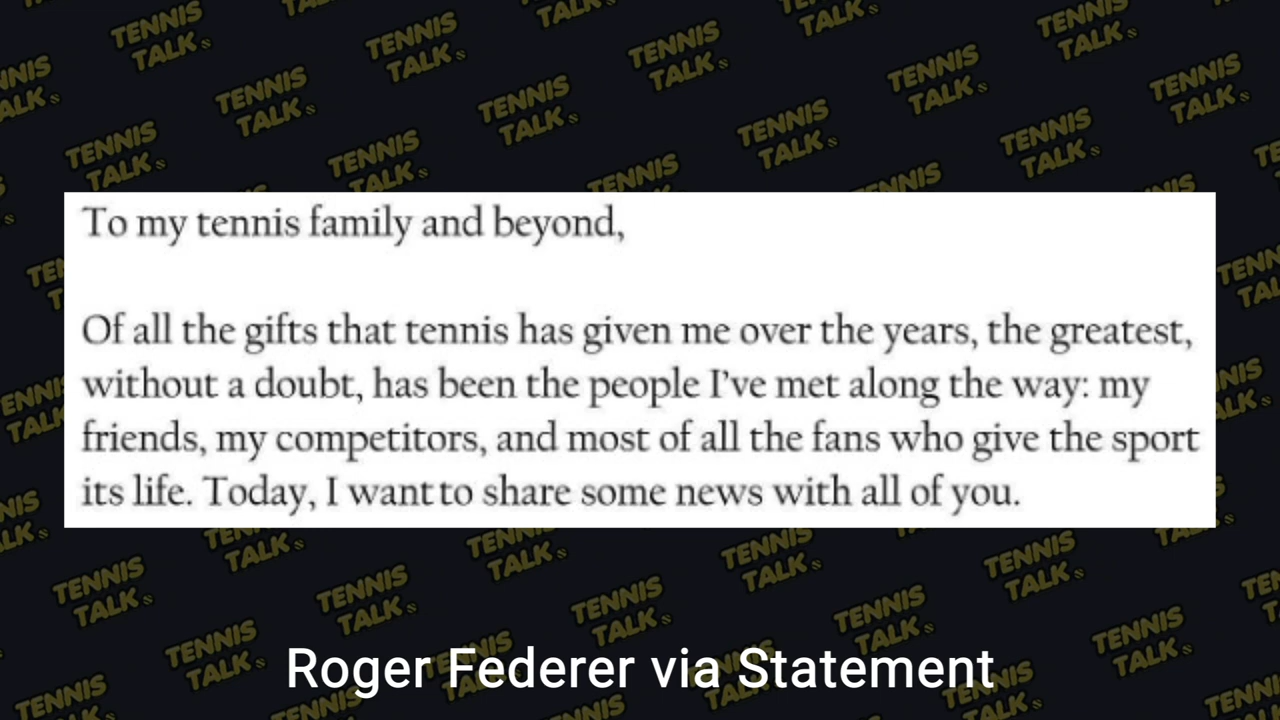 To my tennis family and beyond,
Of all the gifts that tennis has given me over the years, the greatest,
without a doubt, has been the people I've met along the way: my
friends, my competitors, and most of all the fans who give the sport
its life. Today, I want to share some news with all of you.
Roger Federer via Statement
TENNIS
TALK